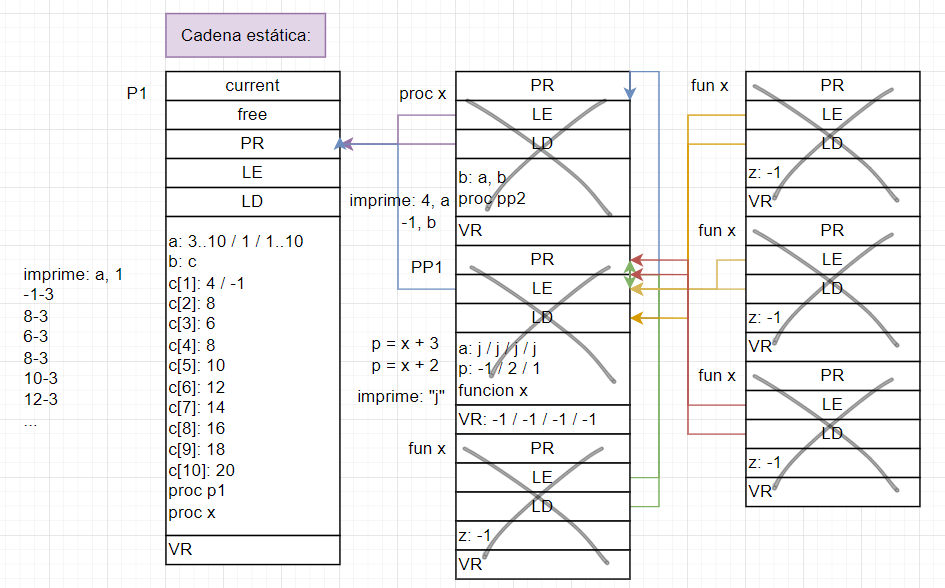 Cadena estática:
P1
current
free
PR
LE
LD
a: 3..10 / 1 / 1..10
b: c
c[1]: 4 / -1
c[2]: 8
c[3]: 6
c[4]: 8
c[5]: 10
c[6]: 12
c[7]: 14
c[8]: 16
c[9]: 18
c[10]: 20
proc p1
proc x
VR
imprime: a, 1
-1-3
8-3
6-3
8-3
10-3
12-3
...
proc x
PR
LE
LD
b: a, b
proc pp2
VR
imprime: 4, a
-1, b
PP1
PR
LE
LD
a: j / j / j / j
p: -1 / 2 / 1
funcion x
VR: -1 / -1 / -1 / -1
p = x + 3
p = x + 2
imprime: "j"
fun x
PR
LE
LD
z: -1
VR
fun x
PR
LE
LD
z: -1
VR
fun x
PR
LE
LD
z: -1
VR
fun x
PR
LE
LD
z: -1
VR